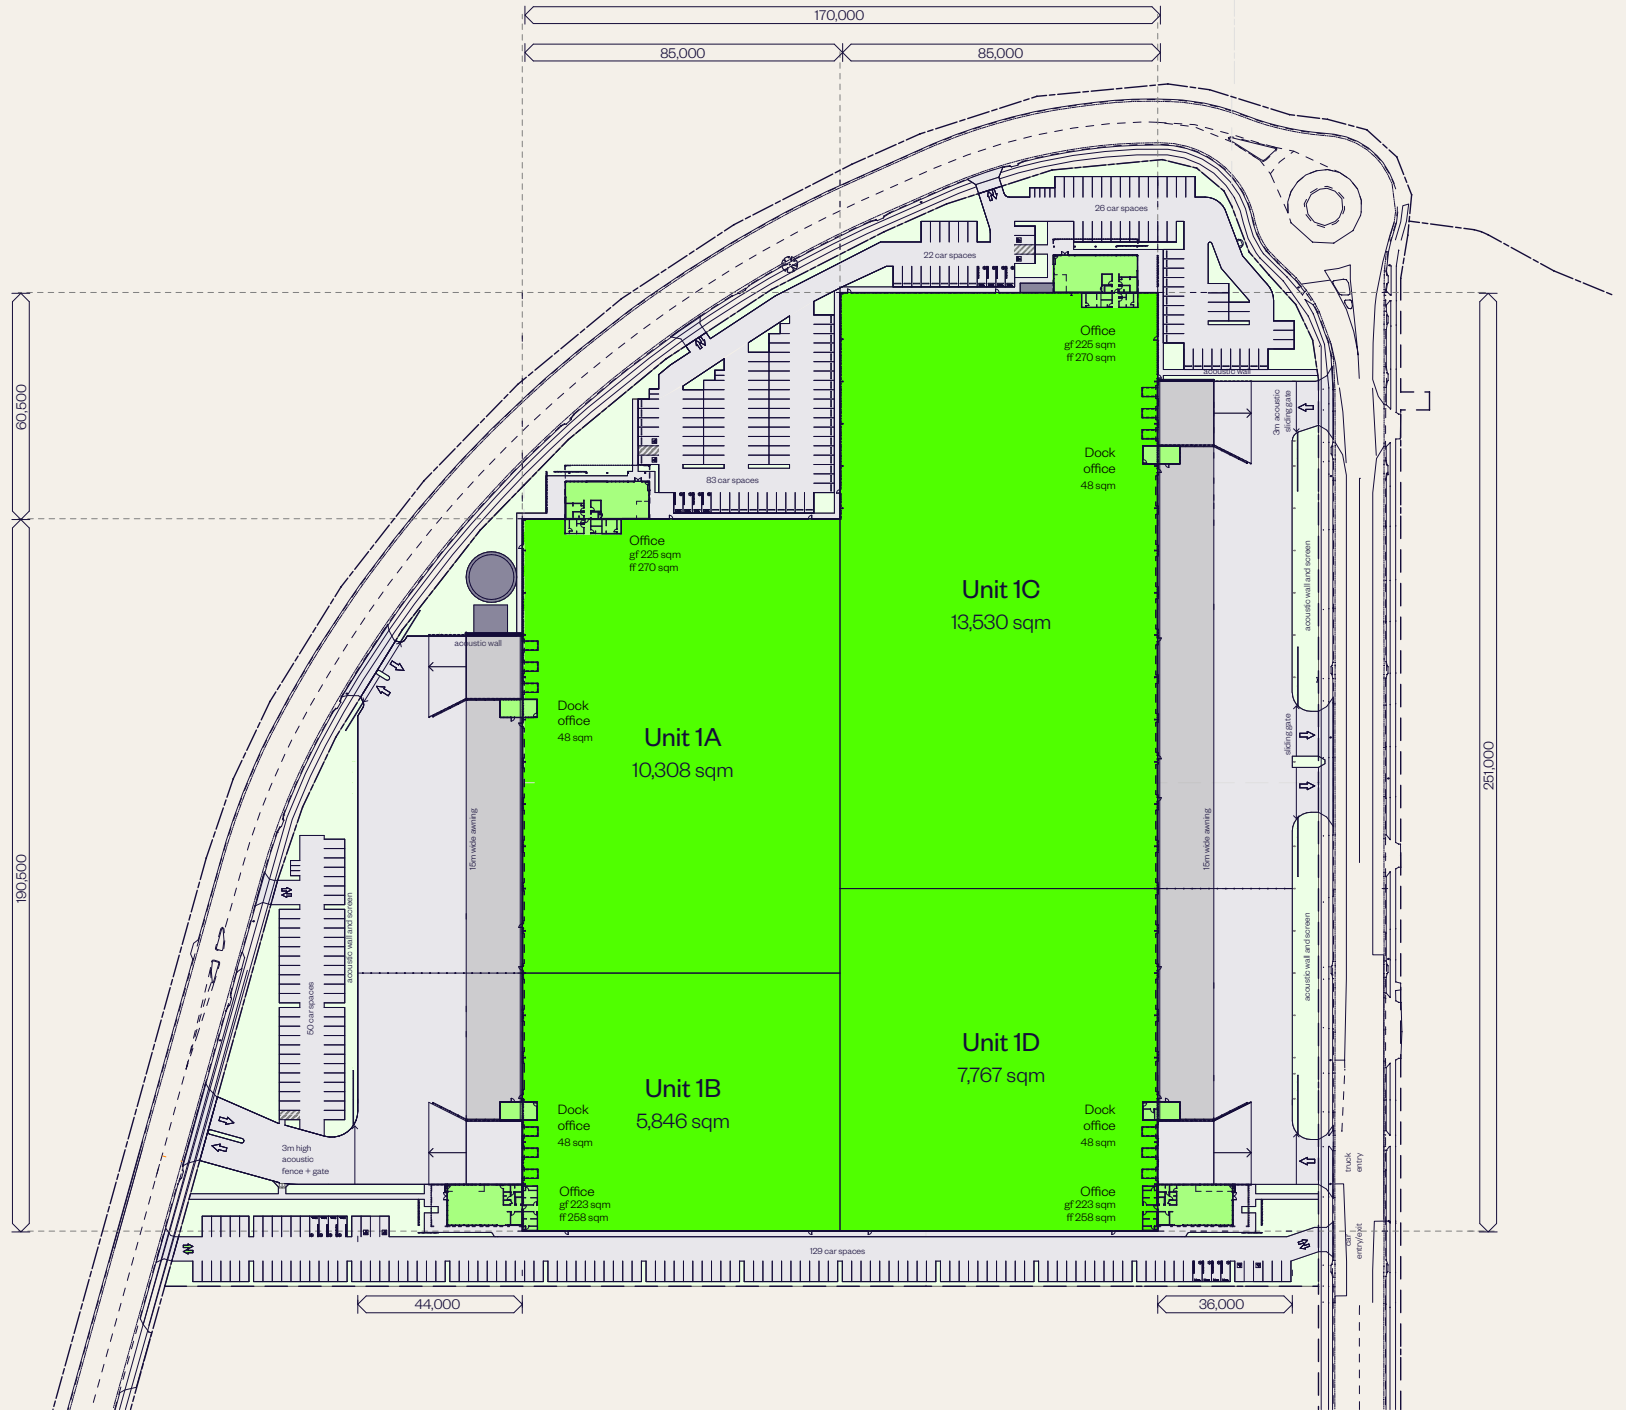 170,000
85,000
85,000
26 car spaces
22 car spaces
60,500
Office
gf 225 sqm
ff 270 sqm
acoustic wall
3m acoustic
sliding gate
Dock
office
48 sqm
83 car spaces
Office
gf 225 sqm
ff 270 sqm
acoustic wall and screen
Unit 1C
13,530 sqm
acoustic wall
Dock
office
48 sqm
Unit 1A
10,308 sqm
sliding gate
251,000
15m wide awning
15m wide awning
190,500
acoustic wall and screen
acoustic wall and screen
50 car spaces
Unit 1D
7,767 sqm
Unit 1B
5,846 sqm
Dock
office
48 sqm
Dock
office
48 sqm
3m high
acoustic
fence + gate
truck
entry
Office
gf 223 sqm
ff 258 sqm
Office
gf 223 sqm
ff 258 sqm
129 car spaces
car
entry/exit
44,000
36,000